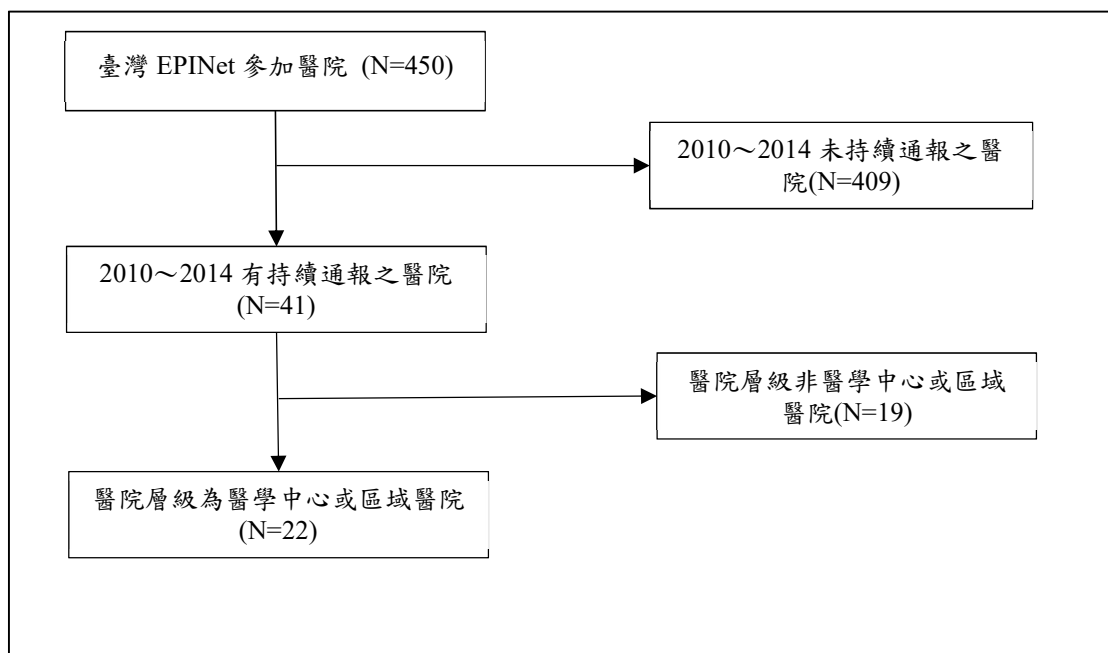 臺灣 EPINet 參加醫院 (N=450)
2010～2014 未持續通報之醫
院(N=409)
2010～2014 有持續通報之醫院
(N=41)
醫院層級非醫學中心或區域
醫院(N=19)
醫院層級為醫學中心或區域醫院
(N=22)